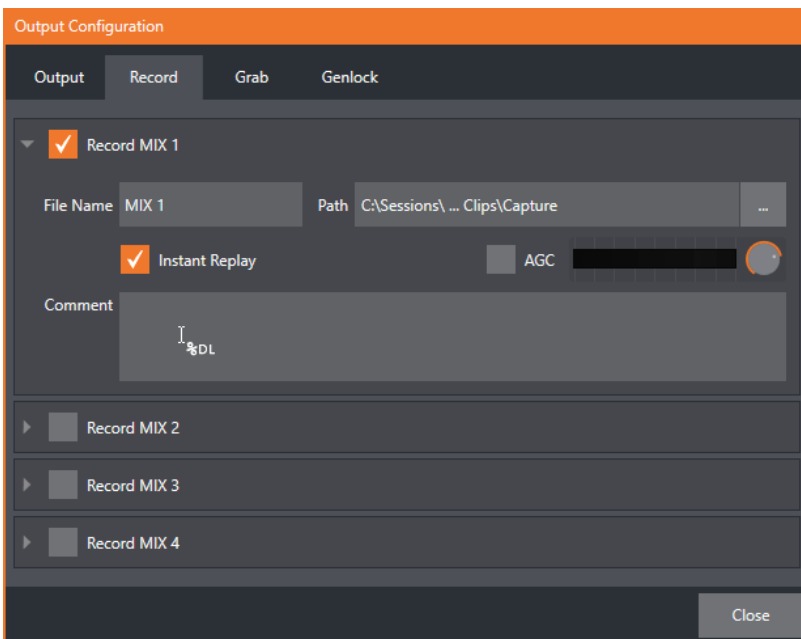 Output Configuration
Output Record Grab Genlock
Record MIX 1
File Name MIX 1 Path C:\Sessions\ ... Clips\Capture ...
Instant Replay AGC
Comment
%DL
Record MIX 2
Record MIX 3
Record MIX 4
Close